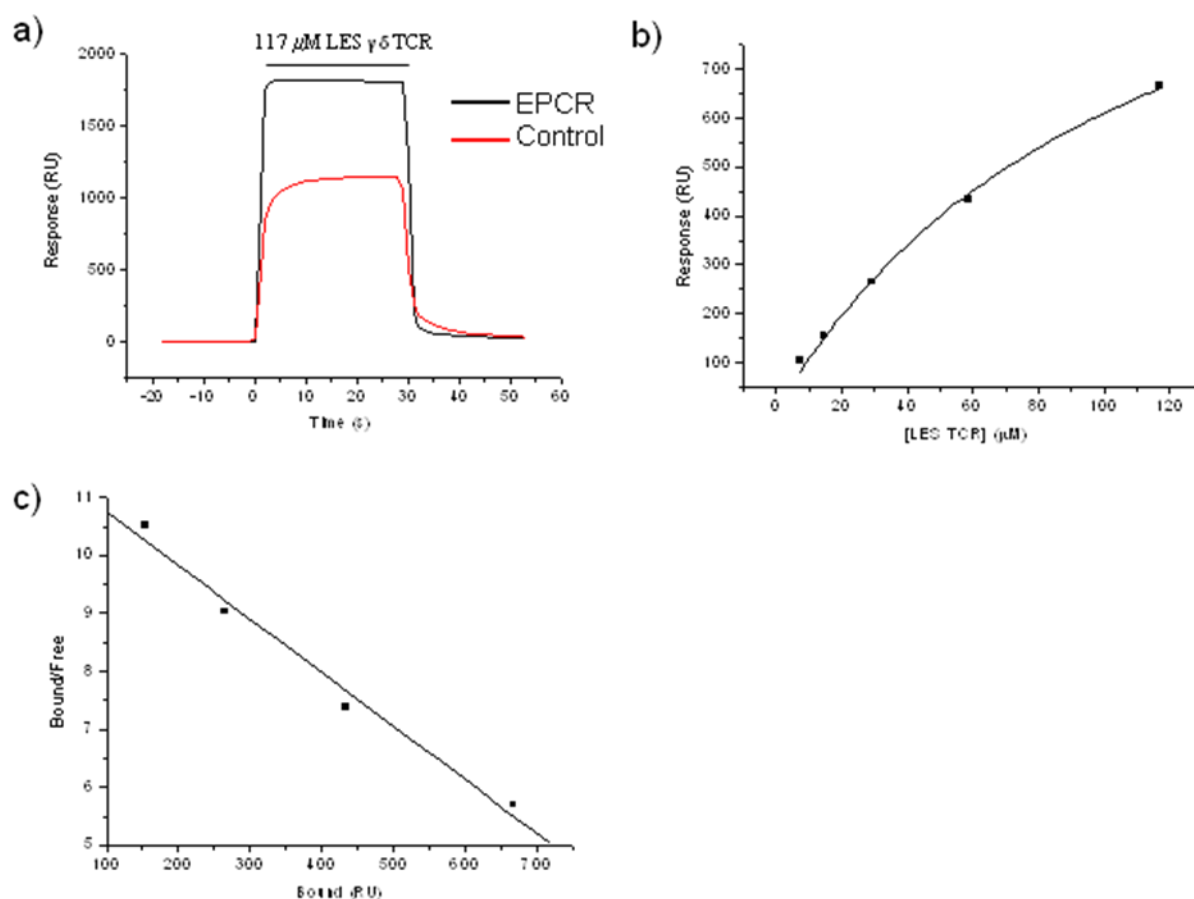 a)
117 μM LES γδ TCR
2000
1500
1000
500
0
Response (RU)
-20 -10 0 10 20 30 40 50 60
Time (s)
EPCR
Control
b)
700
600
500
400
300
200
100
Response (RU)
0 20 40 60 80 100 120
[LES TCR] (μM)
c)
11
10
9
8
7
6
5
Bound/Free
100 200 300 400 500 600 700
Bound (RU)